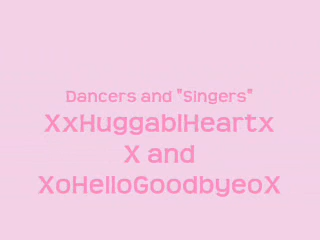 Dancers and "Singers"
XxHuggablHeartx
X and
XoHelloGoodbyeoX